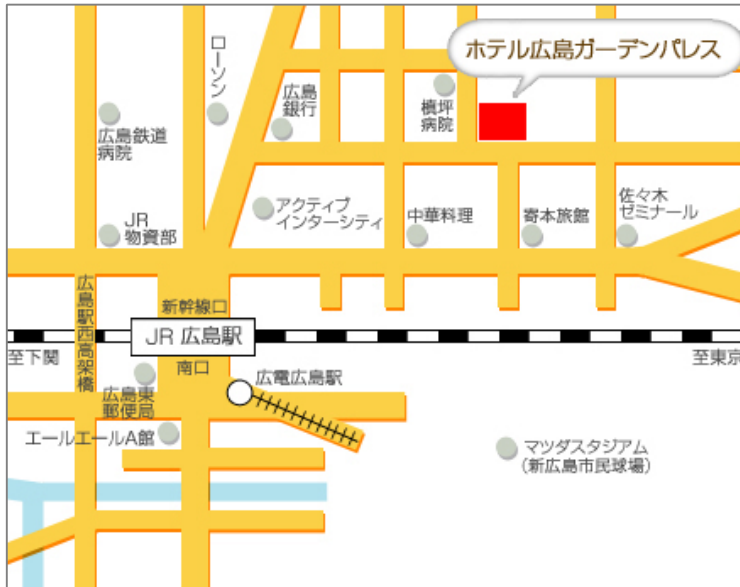 ホテル広島ガーデンパレス
ローソン
広島
銀行
槙坪
病院
広島鉄道
病院
アクティブ
インターシティ
中華料理
寄本旅館
佐々木
ゼミナール
JR
物資部
広島駅西高架橋
新幹線口
JR 広島駅
南口
至下関
至東京
広電広島駅
広島東
郵便局
エールエールA館
マツダスタジアム
(新広島市民球場)